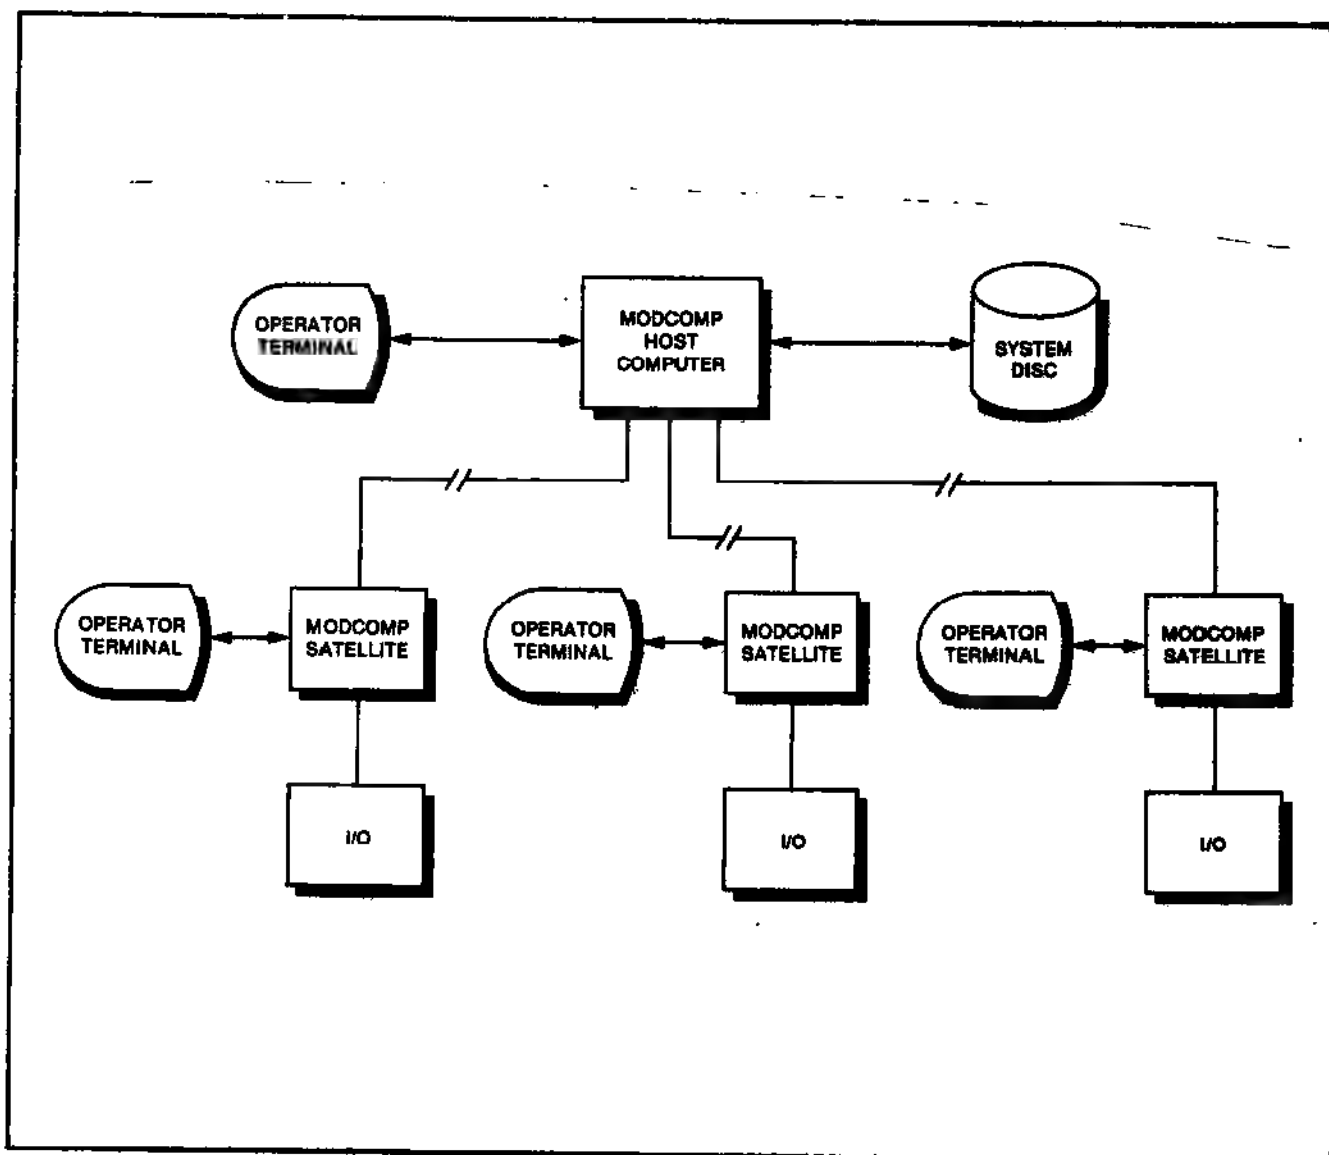 OPERATOR
TERMINAL
MODCOMP
HOST
COMPUTER
SYSTEM
DISC
OPERATOR
TERMINAL
MODCOMP
SATELLITE
OPERATOR
TERMINAL
MODCOMP
SATELLITE
OPERATOR
TERMINAL
MODCOMP
SATELLITE
I/O
I/O
I/O